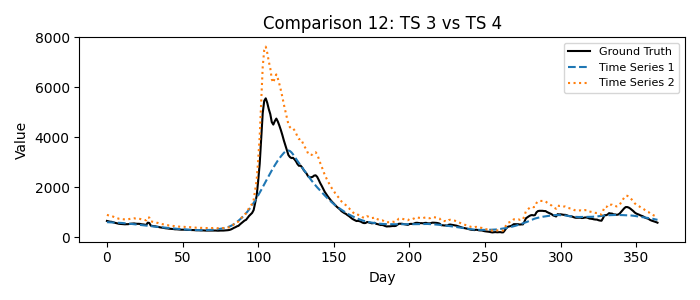 Comparison 12: TS 3 vs TS 4
8000
6000
4000
2000
0
Value
Ground Truth
Time Series 1
Time Series 2
0 50 100 150 200 250 300 350
Day